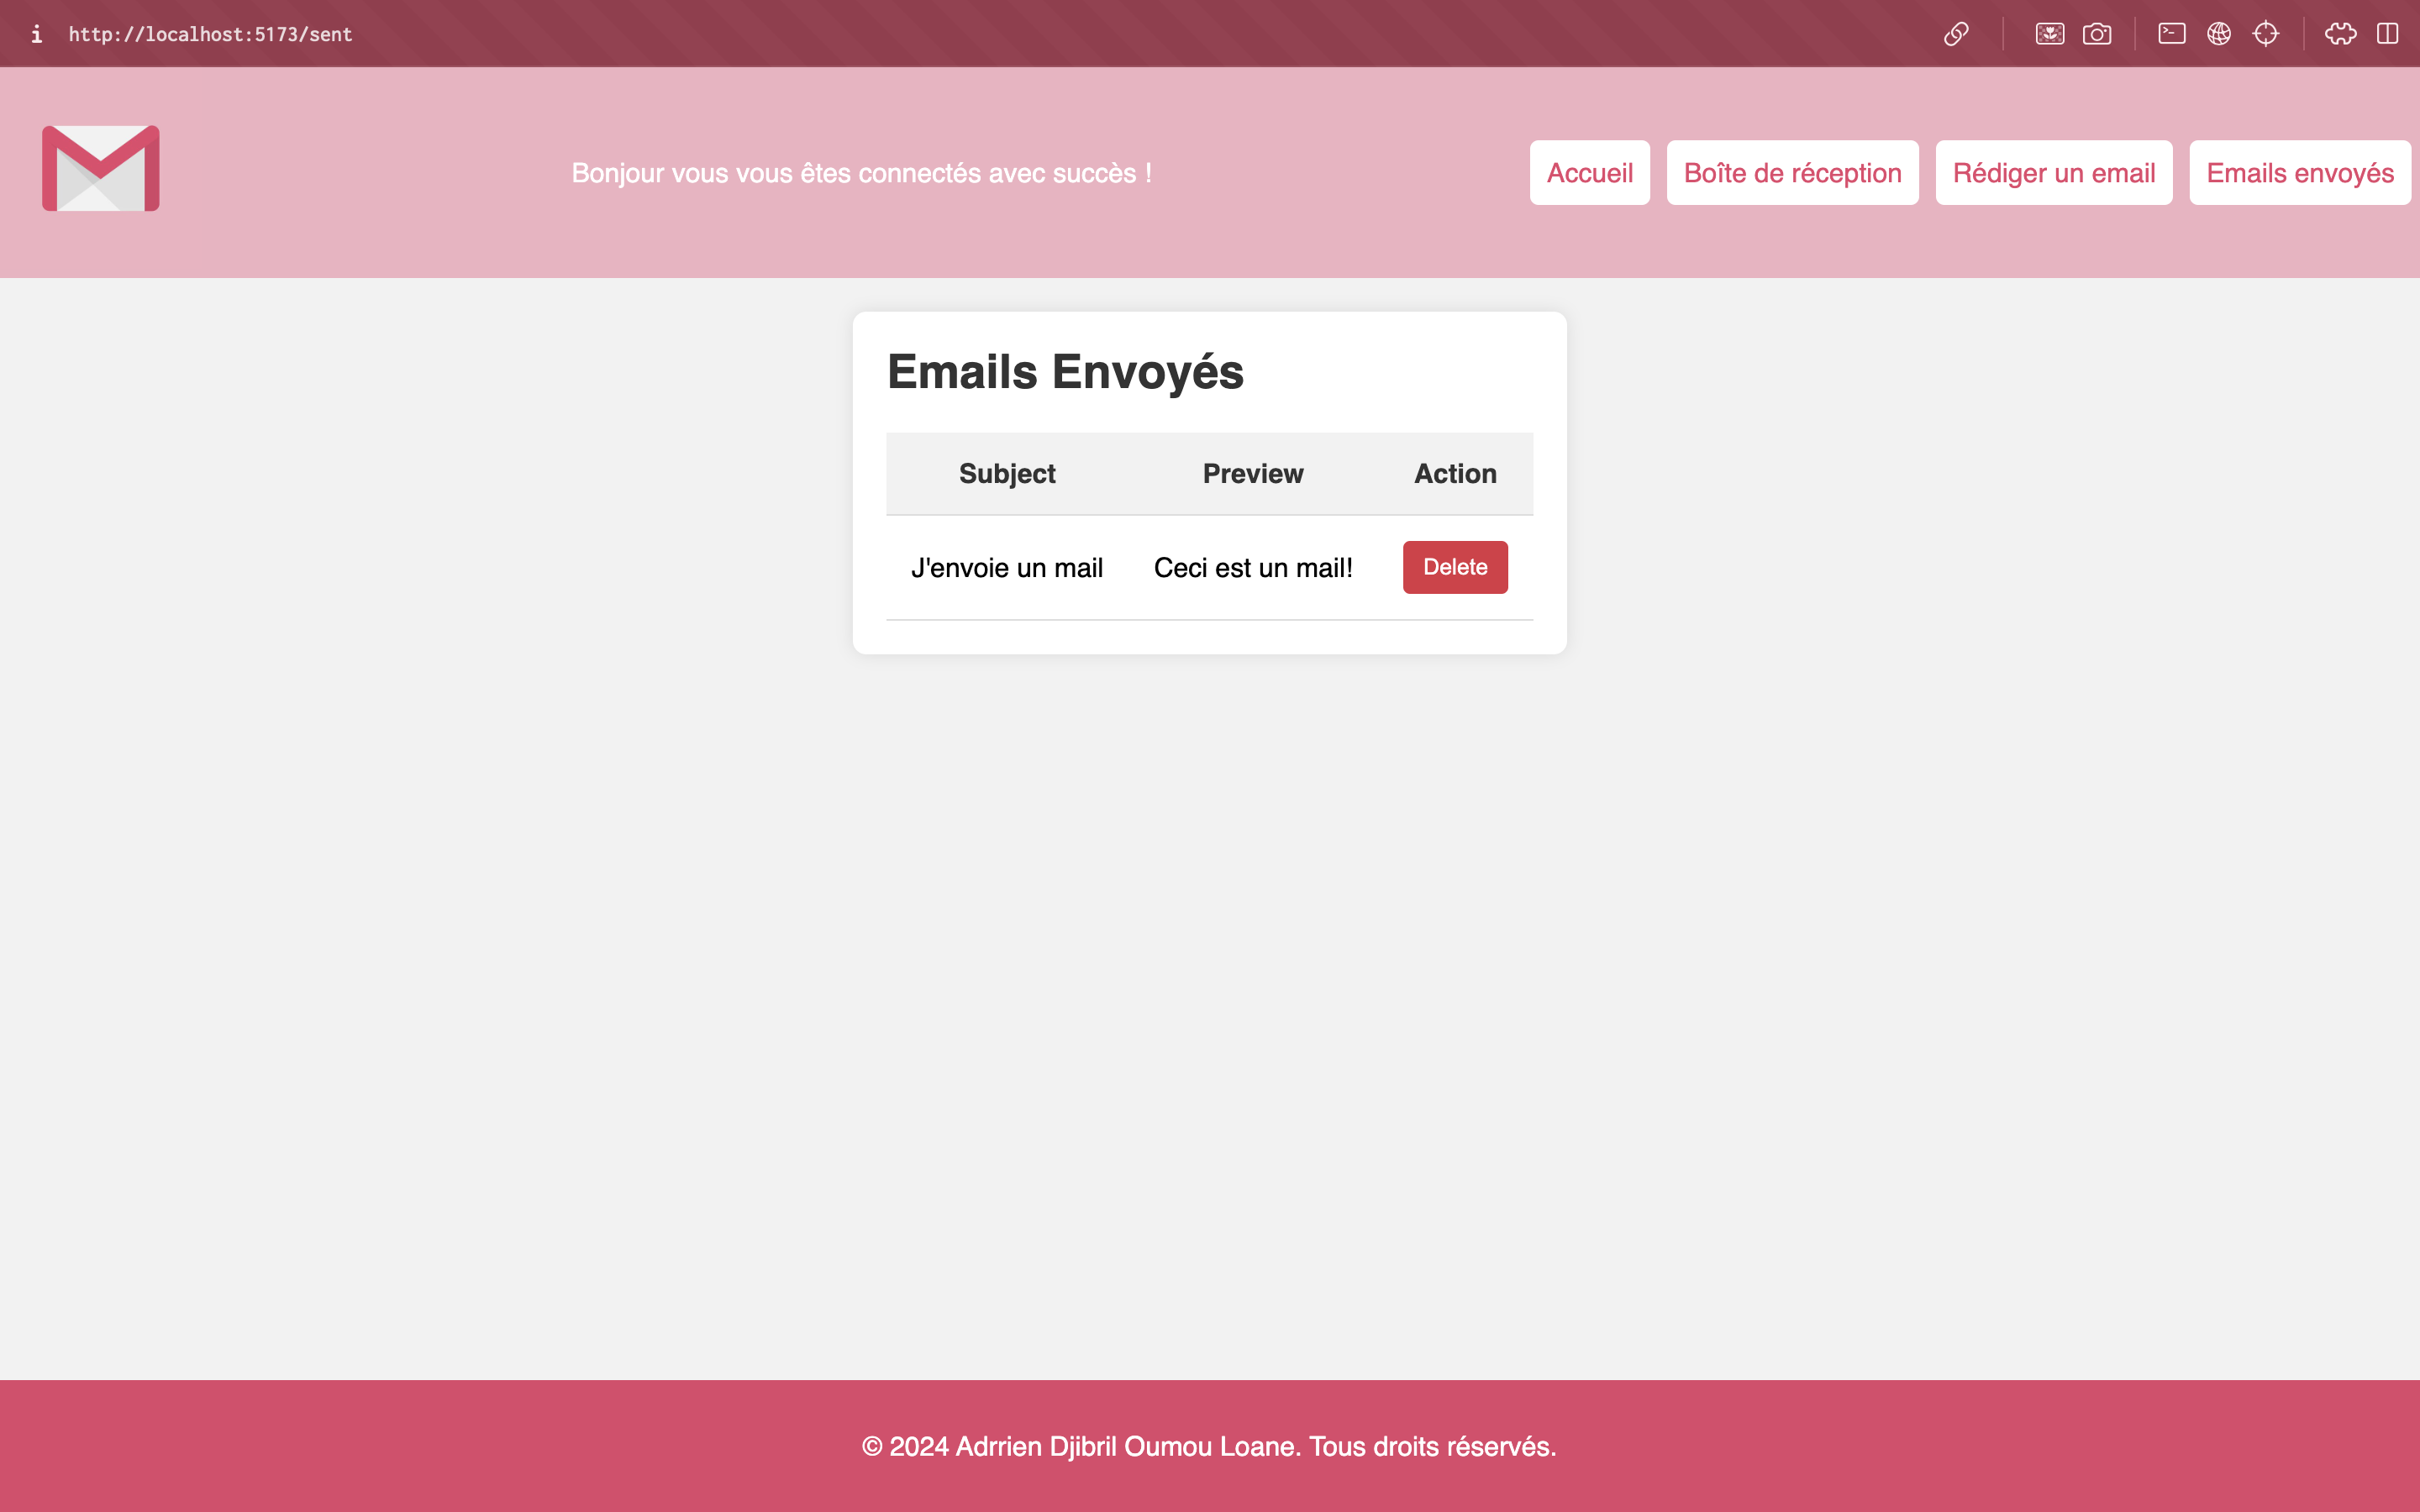 http://localhost:5173/sent
Bonjour vous vous êtes connectés avec succès !
Accueil
Boîte de réception
Rédiger un email
Emails envoyés
Emails Envoyés
Subject Preview Action
J'envoie un mail Ceci est un mail! Delete
© 2024 Adrrien Djibril Oumou Loane. Tous droits réservés.